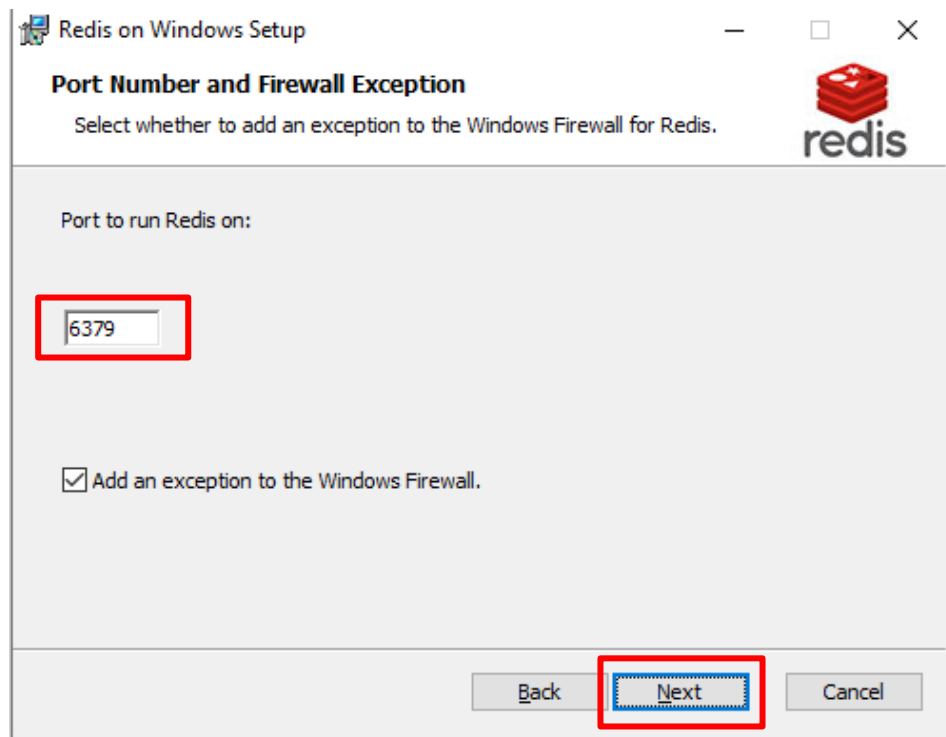 Redis on Windows Setup
Port Number and Firewall Exception
Select whether to add an exception to the Windows Firewall for Redis.
redis
Port to run Redis on:
6379
Add an exception to the Windows Firewall.
Back
Next
Cancel